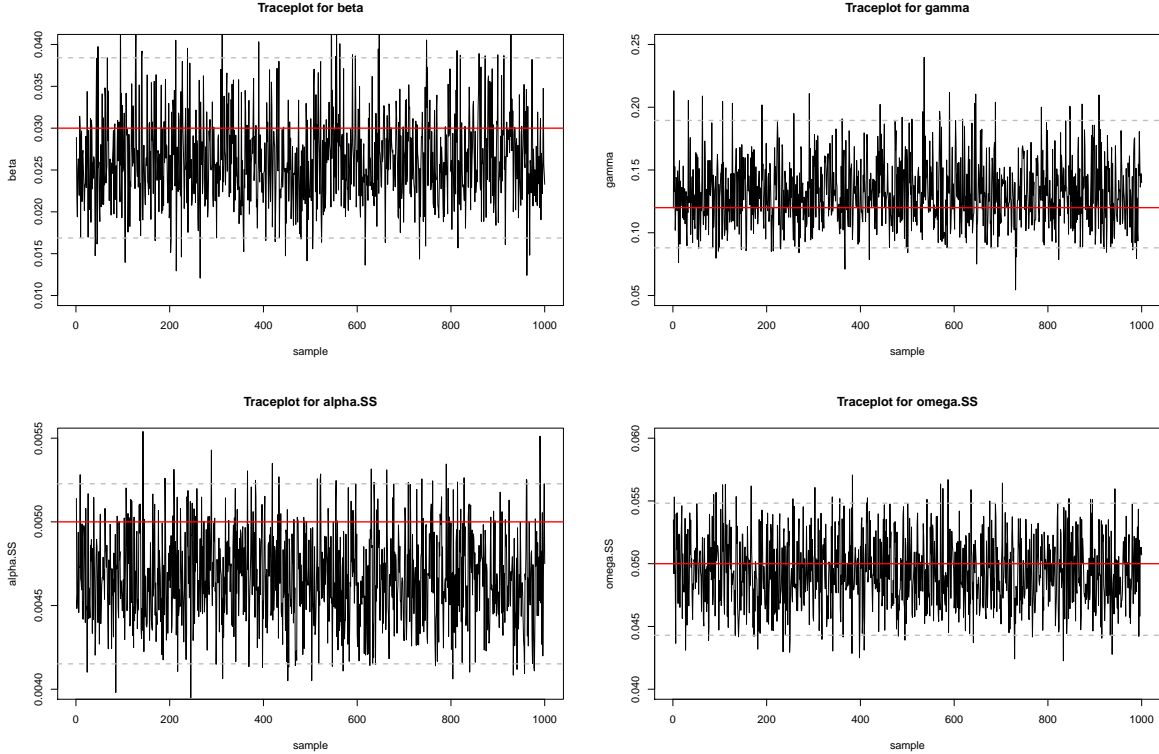 Traceplot for beta
0.040
0.035
0.030
0.025
0.020
0.015
0.010
beta
0 200 400 600 800 1000
sample
Traceplot for gamma
0.25
0.20
0.15
0.10
0.05
gamma
0 200 400 600 800 1000
sample
Traceplot for alpha.SS
0.0055
0.0050
0.0045
0.0040
alpha.SS
0 200 400 600 800 1000
sample
Traceplot for omega.SS
0.060
0.055
0.050
0.045
0.040
omega.SS
0 200 400 600 800 1000
sample